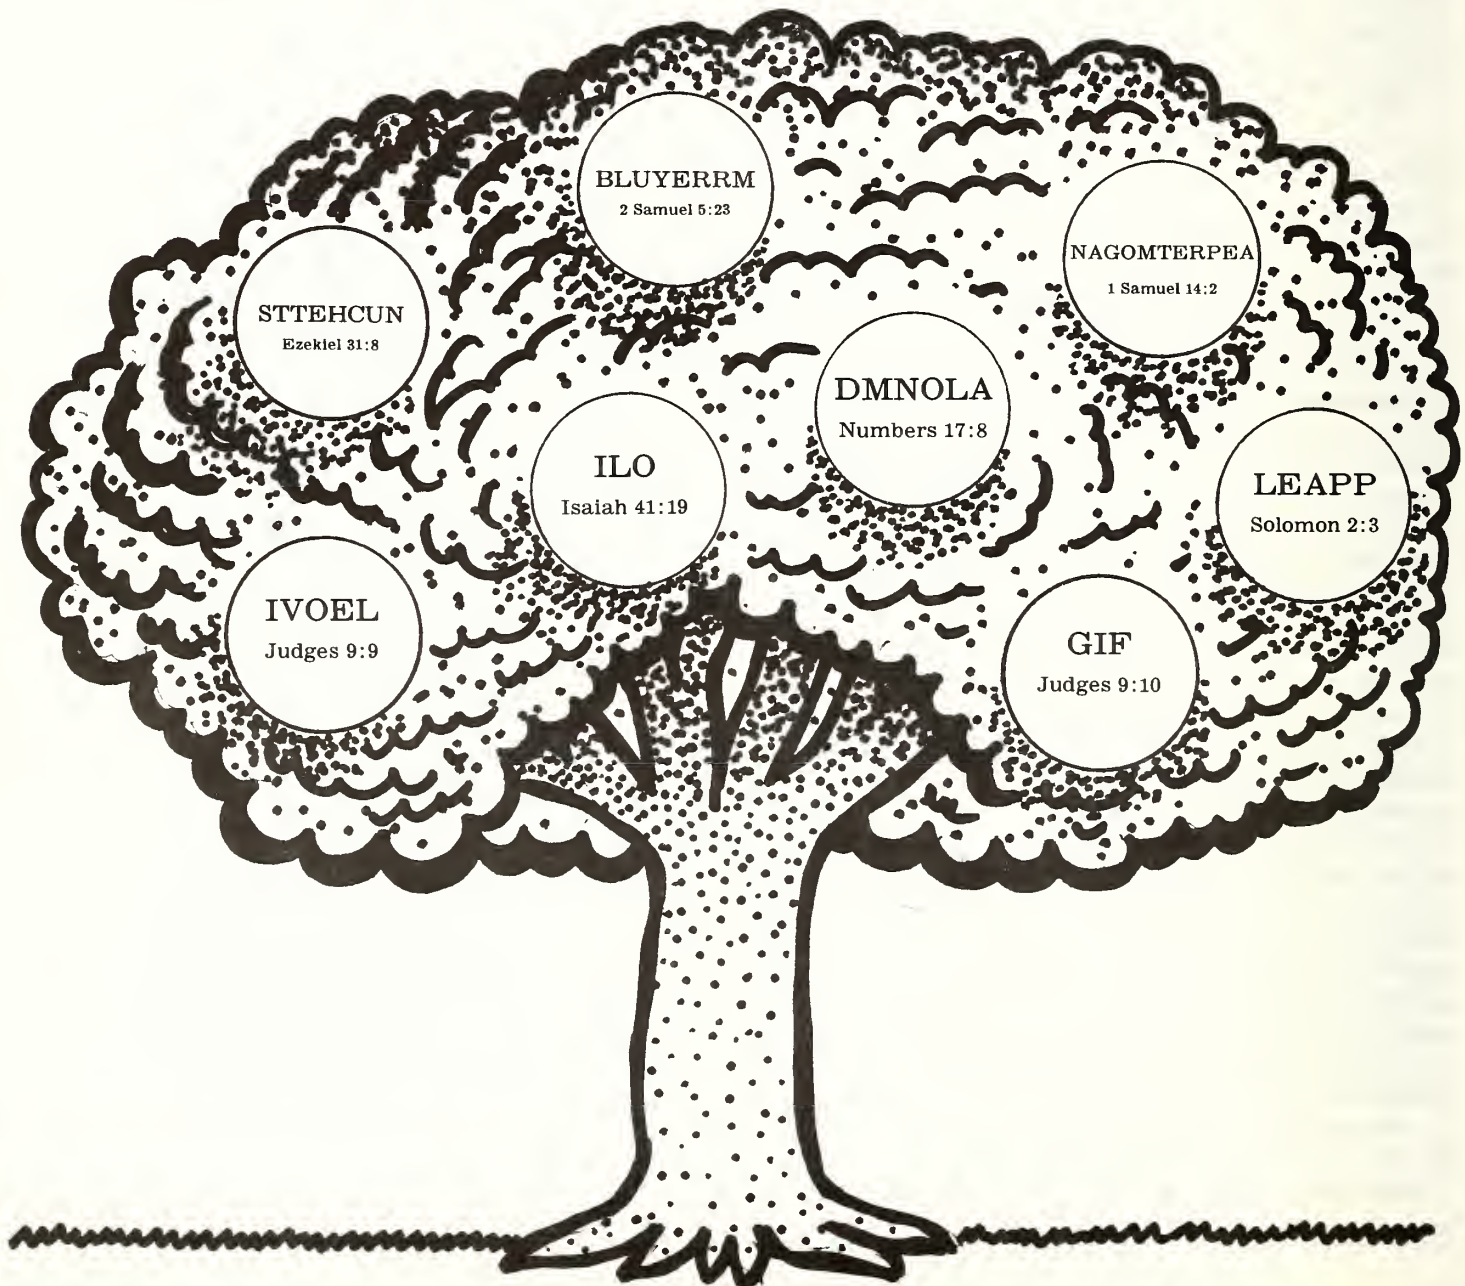 BLUYERRM
2 Samuel 5:23
NAGOMTERPEA
1 Samuel 14:2
STTEHCUN
Ezekiel 31:8
DMNOLA
Numbers 17:8
ILO
Isaiah 41:19
LEAPP
Solomon 2:3
IVOEL
Judges 9:9
GIF
Judges 9:10